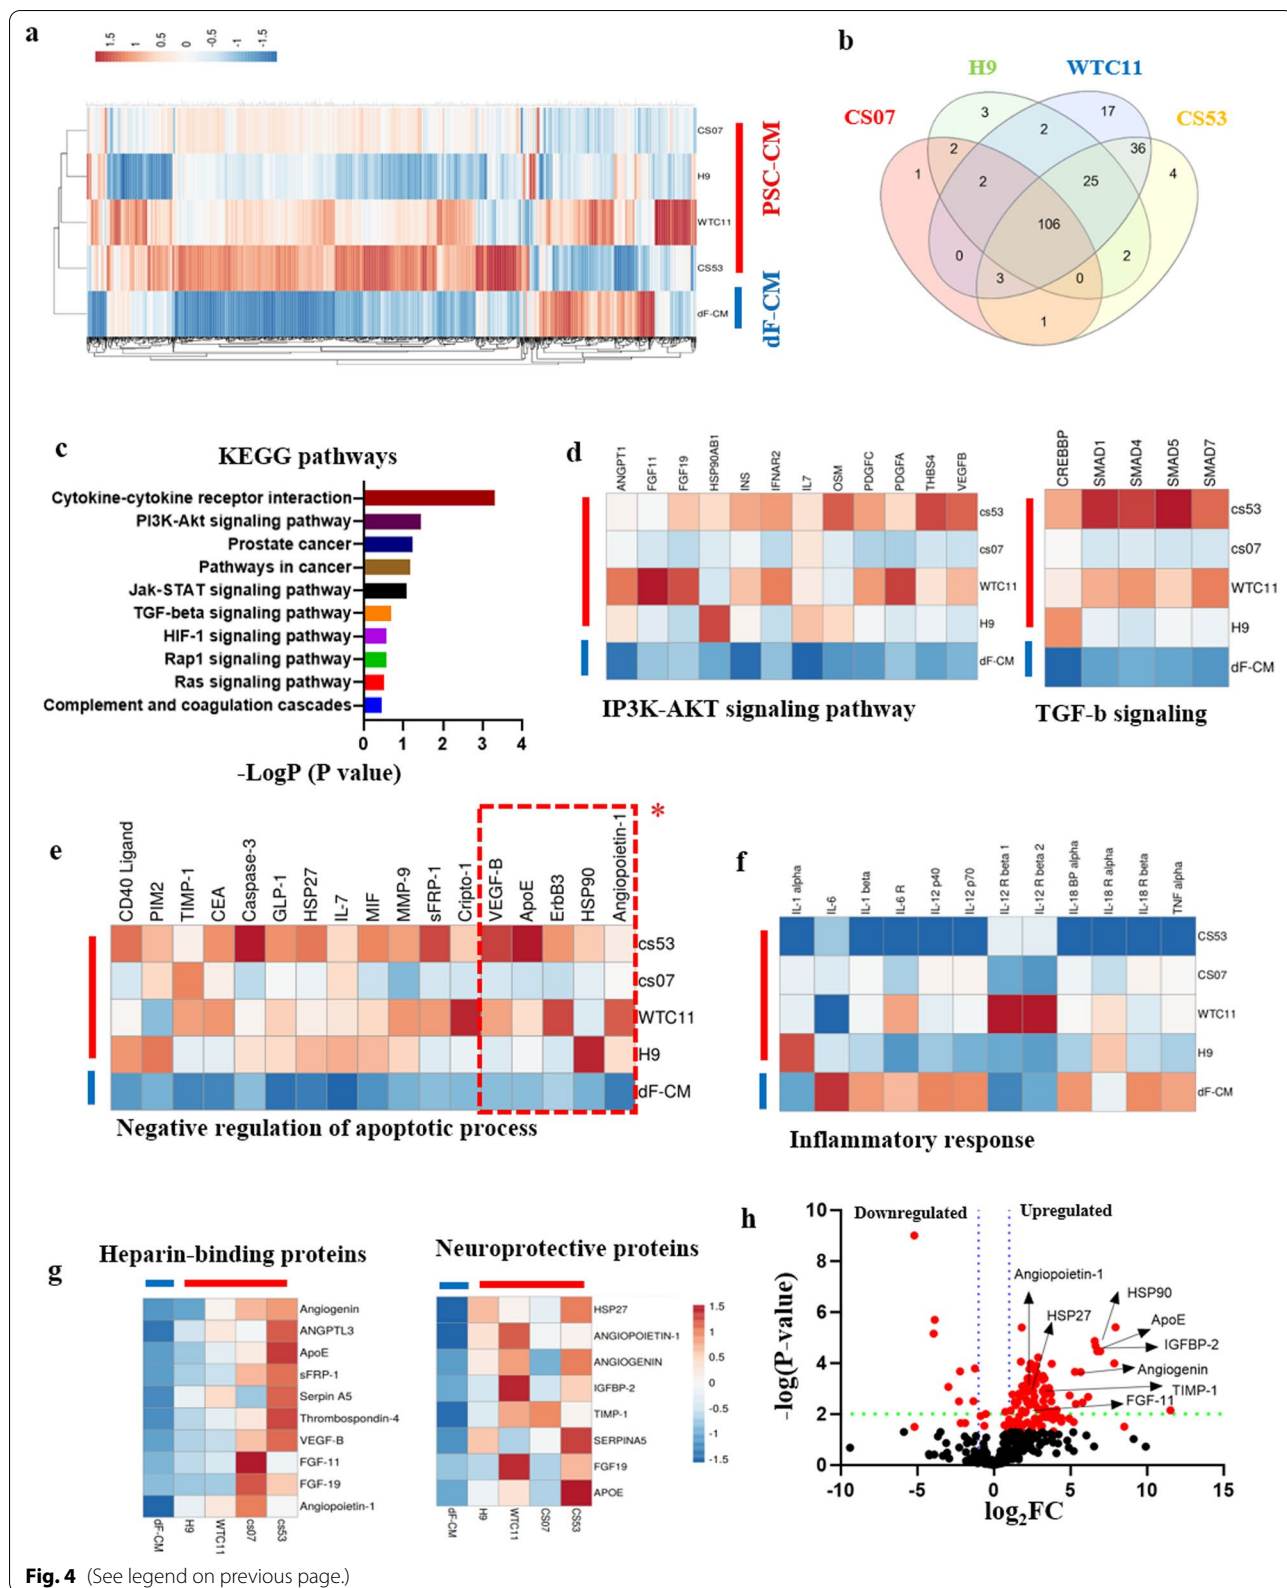 a
1.5 1 0.5 0 -0.5 -1 -1.5
CS07
H9
WTC11
CS53
dF-CM
PSC-CM
dF-CM
b
H9 WTC11
CS07 CS53
3 2 17
2 36
1 2 25 4
106
0 3 0 2
1
c
KEGG pathways
Cytokine-cytokine receptor interaction
PI3K-Akt signaling pathway
Prostate cancer
Pathways in cancer
Jak-STAT signaling pathway
TGF-beta signaling pathway
HIF-1 signaling pathway
Rap1 signaling pathway
Ras signaling pathway
Complement and coagulation cascades
0 1 2 3 4
-LogP (P value)
d
ANGPT1 FGF11 FGF19 HSP90AB1 INS IFNAR2 IL7 OSM PDGFC PDGFA THBS4 VEGFB
cs53
cs07
WTC11
H9
dF-CM
IP3K-AKT signaling pathway
CREBBP SMAD1 SMAD4 SMAD5 SMAD7
cs53
cs07
WTC11
H9
dF-CM
TGF-b signaling
e
*
CD40 Ligand PIM2 TIMP-1 CEA Caspase-3 GLP-1 HSP27 IL-7 MIF MMP-9 sFRP-1 Cripto-1 VEGF-B ApoE ErbB3 HSP90 Angiopoietin-1
cs53
cs07
WTC11
H9
dF-CM
Negative regulation of apoptotic process
f
IL-1 alpha IL-6 IL-1 beta IL-6 R IL-12 p40 IL-12 p70 IL-12 R beta 1 IL-12 R beta 2 IL-18 BP alpha IL-18 R alpha IL-18 R beta TNF alpha
CS53
CS07
WTC11
H9
dF-CM
Inflammatory response
g
Heparin-binding proteins
Angiogenin
ANGPTL3
ApoE
sFRP-1
Serpin A5
Thrombospondin-4
VEGF-B
FGF-11
FGF-19
Angiopoietin-1
dF-CM H9 WTC11 cs07 cs53
Neuroprotective proteins
HSP27
ANGIOPOIETIN-1
ANGIOGENIN
IGFBP-2
TIMP-1
SERPINA5
FGF19
APOE
dF-CM H9 WTC11 CS07 CS53
1.5
1
0.5
0
-0.5
-1
-1.5
h
Downregulated Upregulated
Angiopoietin-1
HSP27
HSP90
ApoE
IGFBP-2
Angiogenin
TIMP-1
FGF-11
10
8
6
4
2
0
-log(P-value)
-10 -5 0 5 10 15
log2FC
Fig. 4 (See legend on previous page.)